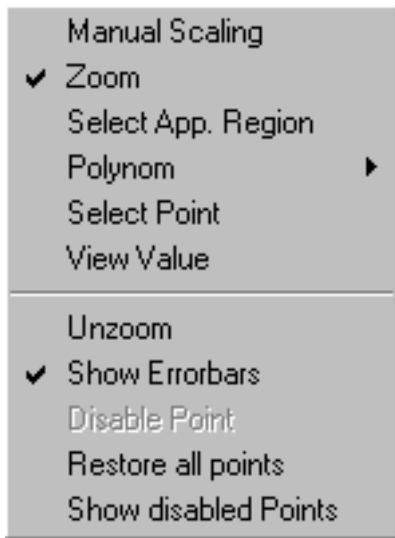 Manual Scaling
Zoom
Select App. Region
Polynom
Select Point
View Value
Unzoom
Show Errorbars
Disable Point
Restore all points
Show disabled Points